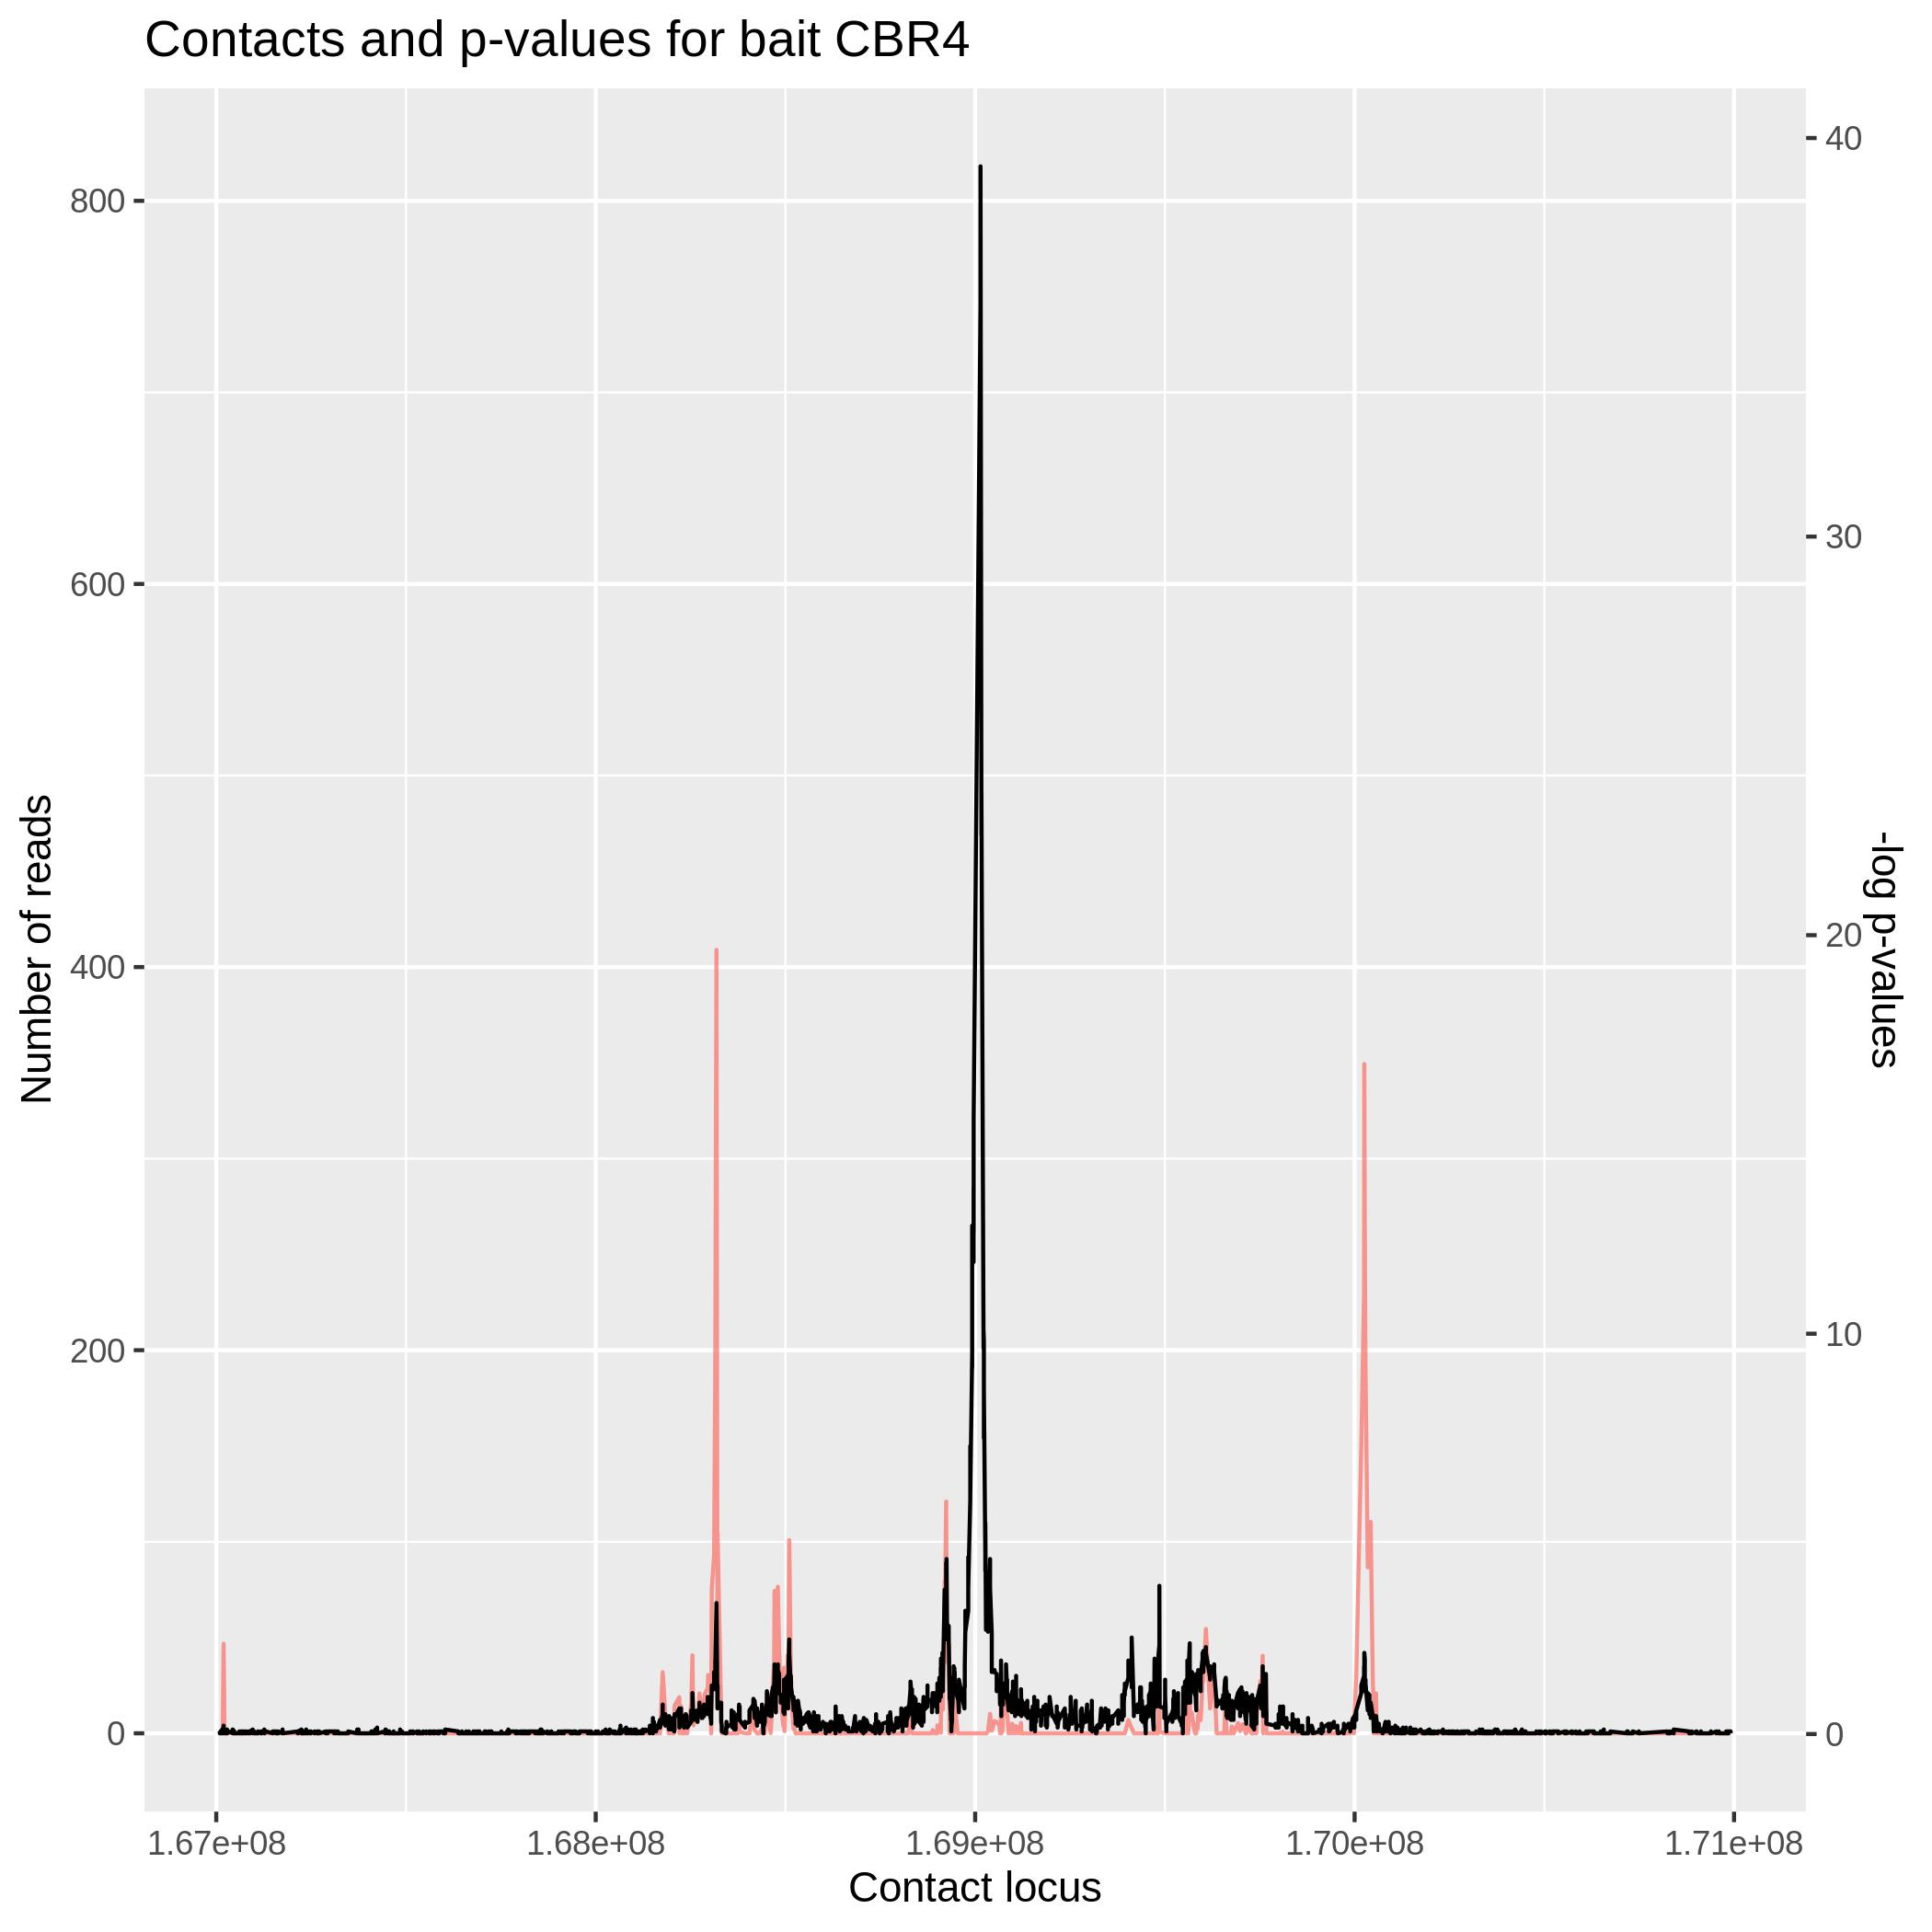 Contacts and p-values for bait CBR4
800
600
400
200
0
Number of reads
40
30
20
10
0
-log p-values
1.67e+08
1.68e+08
1.69e+08
1.70e+08
1.71e+08
Contact locus